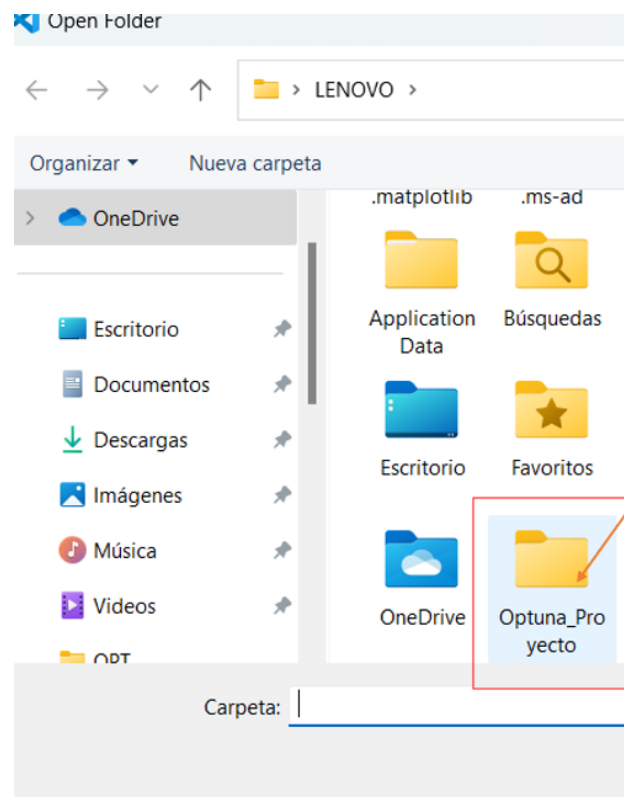 Open Folder
LENOVO
Organizar
Nueva carpeta
OneDrive
Escritorio
Documentos
Descargas
Imágenes
Música
Videos
OPT
.matplotlib
.ms-ad
Application
Data
Búsquedas
Escritorio
Favoritos
OneDrive
Optuna_Pro
yecto
Carpeta: